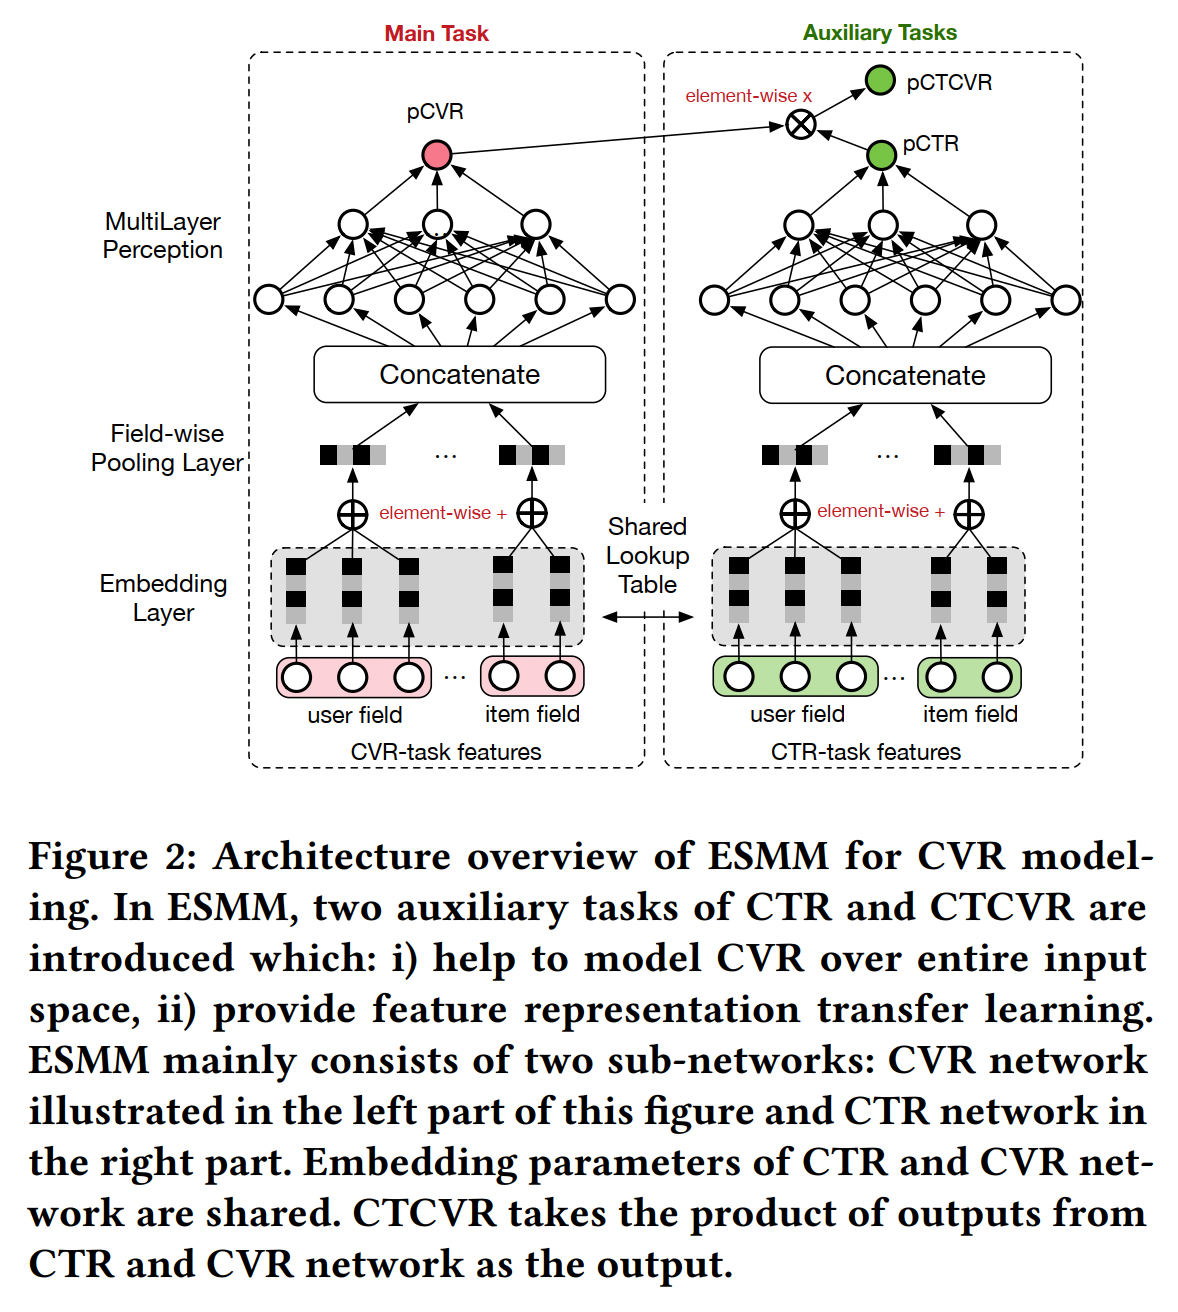 Main Task
Auxiliary Tasks
pCTCVR
element-wise x
pCVR
pCTR
MultiLayer
Perception
Concatenate
Concatenate
Field-wise
Pooling Layer
...
...
element-wise +
element-wise +
Shared
Lookup
Table
Embedding
Layer
...
...
user field
item field
user field
item field
CVR-task features
CTR-task features
Figure 2: Architecture overview of ESMM for CVR model-
ing. In ESMM, two auxiliary tasks of CTR and CTCVR are
introduced which: i) help to model CVR over entire input
space, ii) provide feature representation transfer learning.
ESMM mainly consists of two sub-networks: CVR network
illustrated in the left part of this figure and CTR network in
the right part. Embedding parameters of CTR and CVR net-
work are shared. CTCVR takes the product of outputs from
CTR and CVR network as the output.